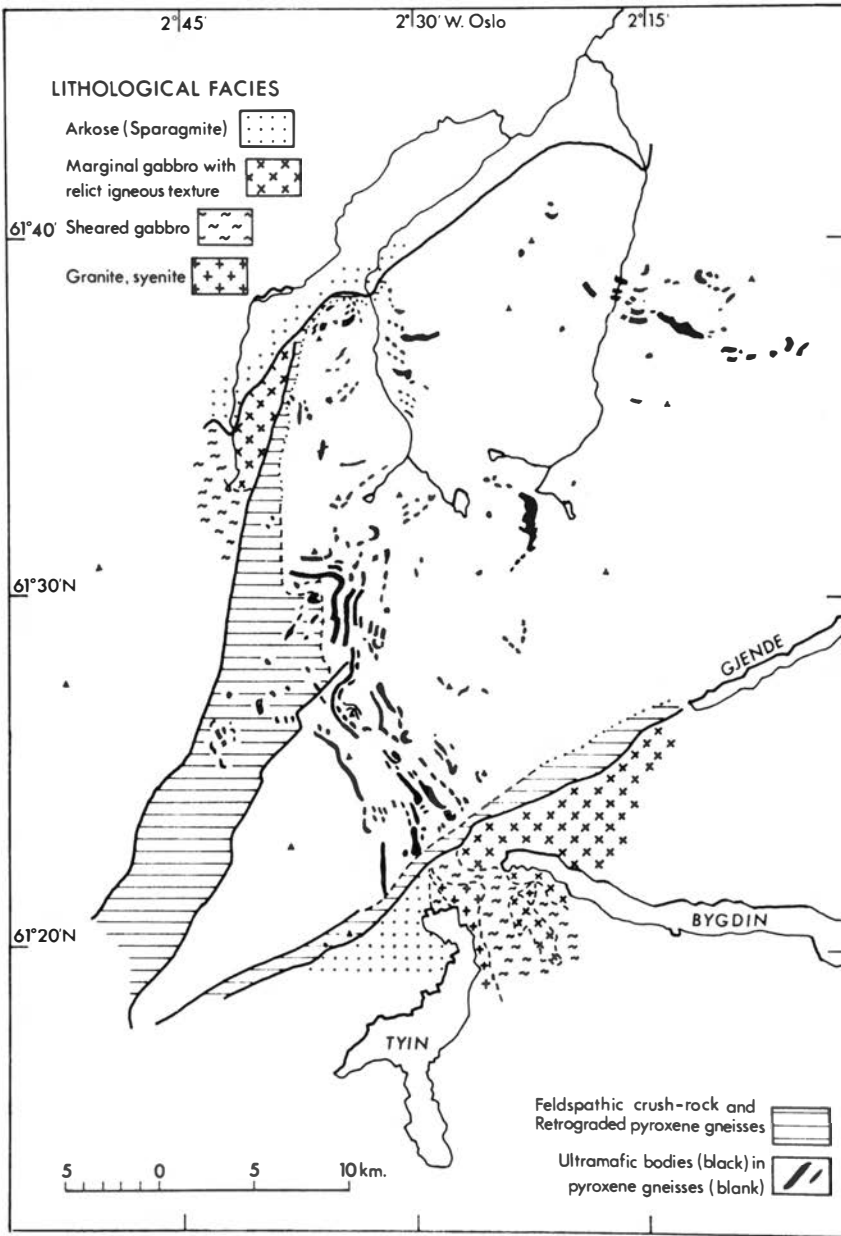 2°45' 2°30' W. Oslo 2°15'
LITHOLOGICAL FACIES
Arkose (Sparagmite)
Marginal gabbro with
relict igneous texture
61°40'
Sheared gabbro
Granite, syenite
61°30'N
GJENDE
BYGDIN
61°20'N
TYIN
Feldspathic crush-rock and
Retrograded pyroxene gneisses
Ultramafic bodies (black) in
pyroxene gneisses (blank)
5 0 5 10 km.